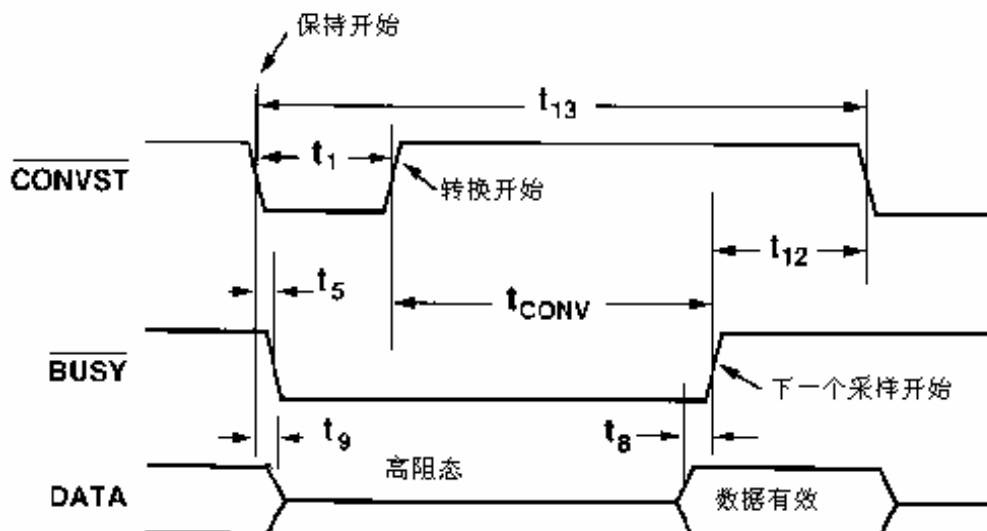 保持开始
t13
CONVST
t1
转换开始
t12
t5
tCONV
BUSY
下一个采样开始
t9
t8
高阻态
DATA
数据有效